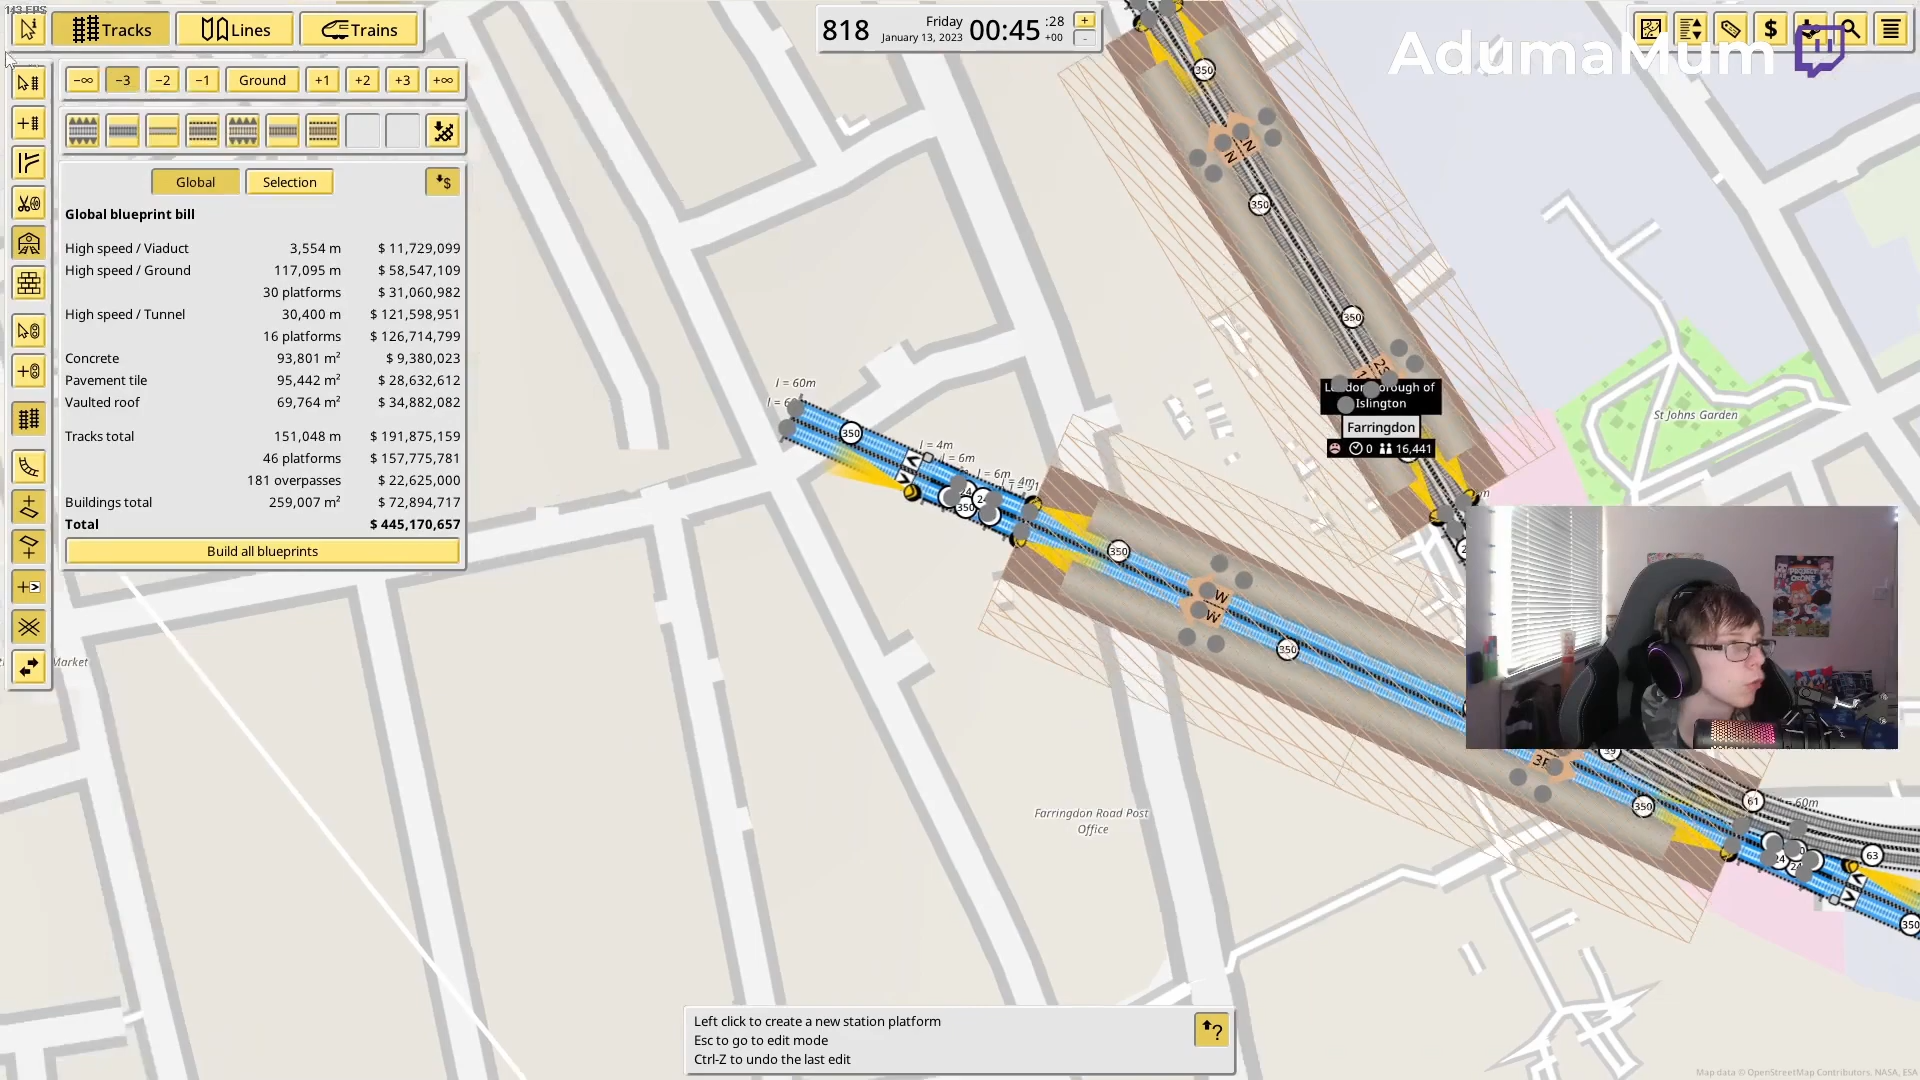 143 FPS
Tracks
Lines
Trains
818
Friday
January 13, 2023
00:45
:28
+00
+
-
$
AdumaMum
−∞
−3
−2
−1
Ground
+1
+2
+3
+∞
Global
Selection
$
Global blueprint bill
High speed / Viaduct 3,554 m $ 11,729,099
High speed / Ground 117,095 m $ 58,547,109
30 platforms $ 31,060,982
High speed / Tunnel 30,400 m $ 121,598,951
16 platforms $ 126,714,799
Concrete 93,801 m² $ 9,380,023
Pavement tile 95,442 m² $ 28,632,612
Vaulted roof 69,764 m² $ 34,882,082
Tracks total 151,048 m $ 191,875,159
46 platforms $ 157,775,781
181 overpasses $ 22,625,000
Buildings total 259,007 m² $ 72,894,717
Total $ 445,170,657
Build all blueprints
350
N
N
350
350
Islington
Farringdon
0 16,441
St Johns Garden
l = 60m
350
l = 4m
= 6m
l = 6m
350
350
W
W
350
Market
Farringdon Road Post
Office
350
61
= 60m
63
350
Left click to create a new station platform
Esc to go to edit mode
Ctrl-Z to undo the last edit
?
Map data © OpenStreetMap Contributors, NASA, ESA